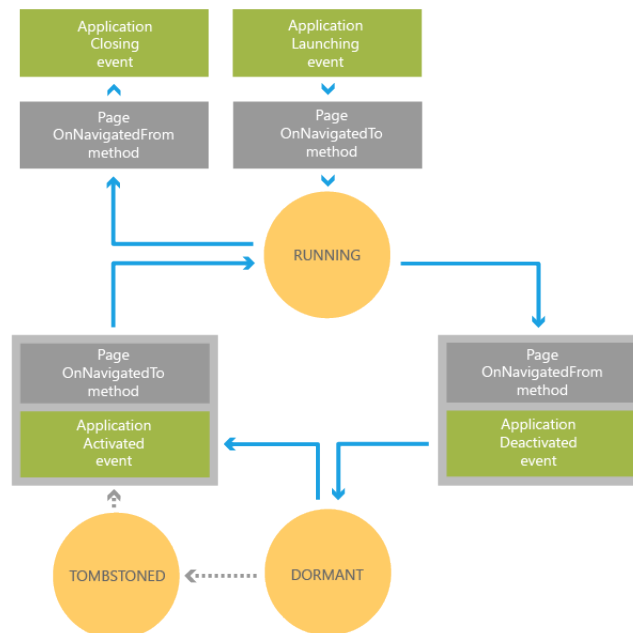 Application
Closing
event
Application
Launching
event
Page
OnNavigatedFrom
method
Page
OnNavigatedTo
method
RUNNING
Page
OnNavigatedTo
method
Application
Activated
event
Page
OnNavigatedFrom
method
Application
Deactivated
event
TOMBSTONED
DORMANT